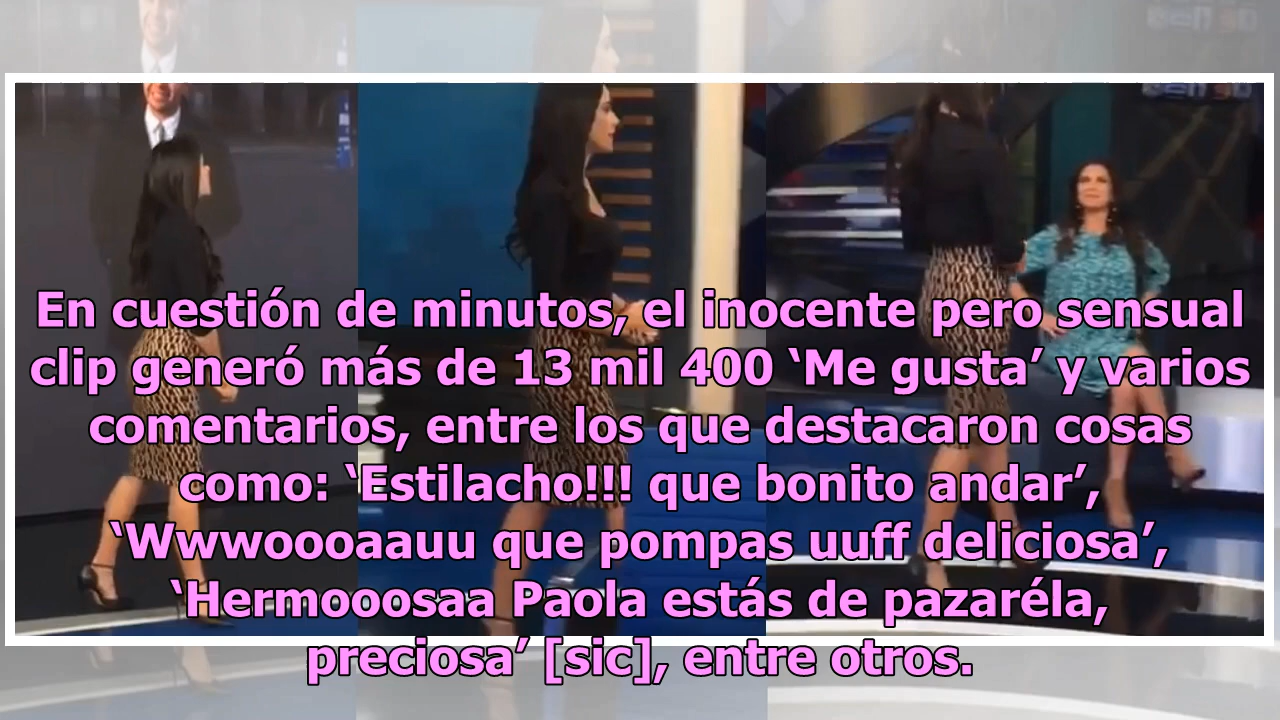 En cuestión de minutos, el inocente pero sensual
clip generó más de 13 mil 400 ‘Me gusta’ y varios
comentarios, entre los que destacaron cosas
como: ‘Estilacho!!! que bonito andar’,
‘Wwwoooaauu que pompas uuff deliciosa’,
‘Hermooosaa Paola estás de pazaréla,
preciosa’ [sic], entre otros.